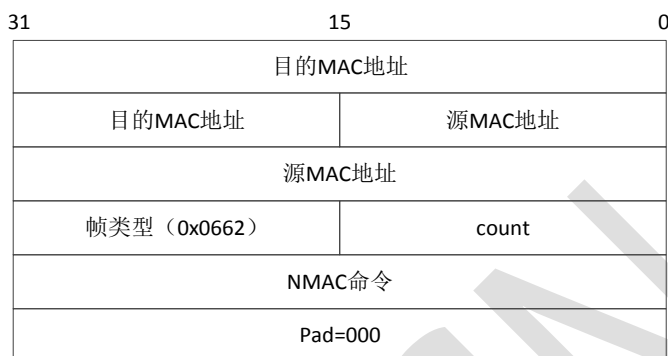 31 15 0
目的MAC地址
目的MAC地址 源MAC地址
源MAC地址
帧类型（0x0662） count
NMAC命令
Pad=000